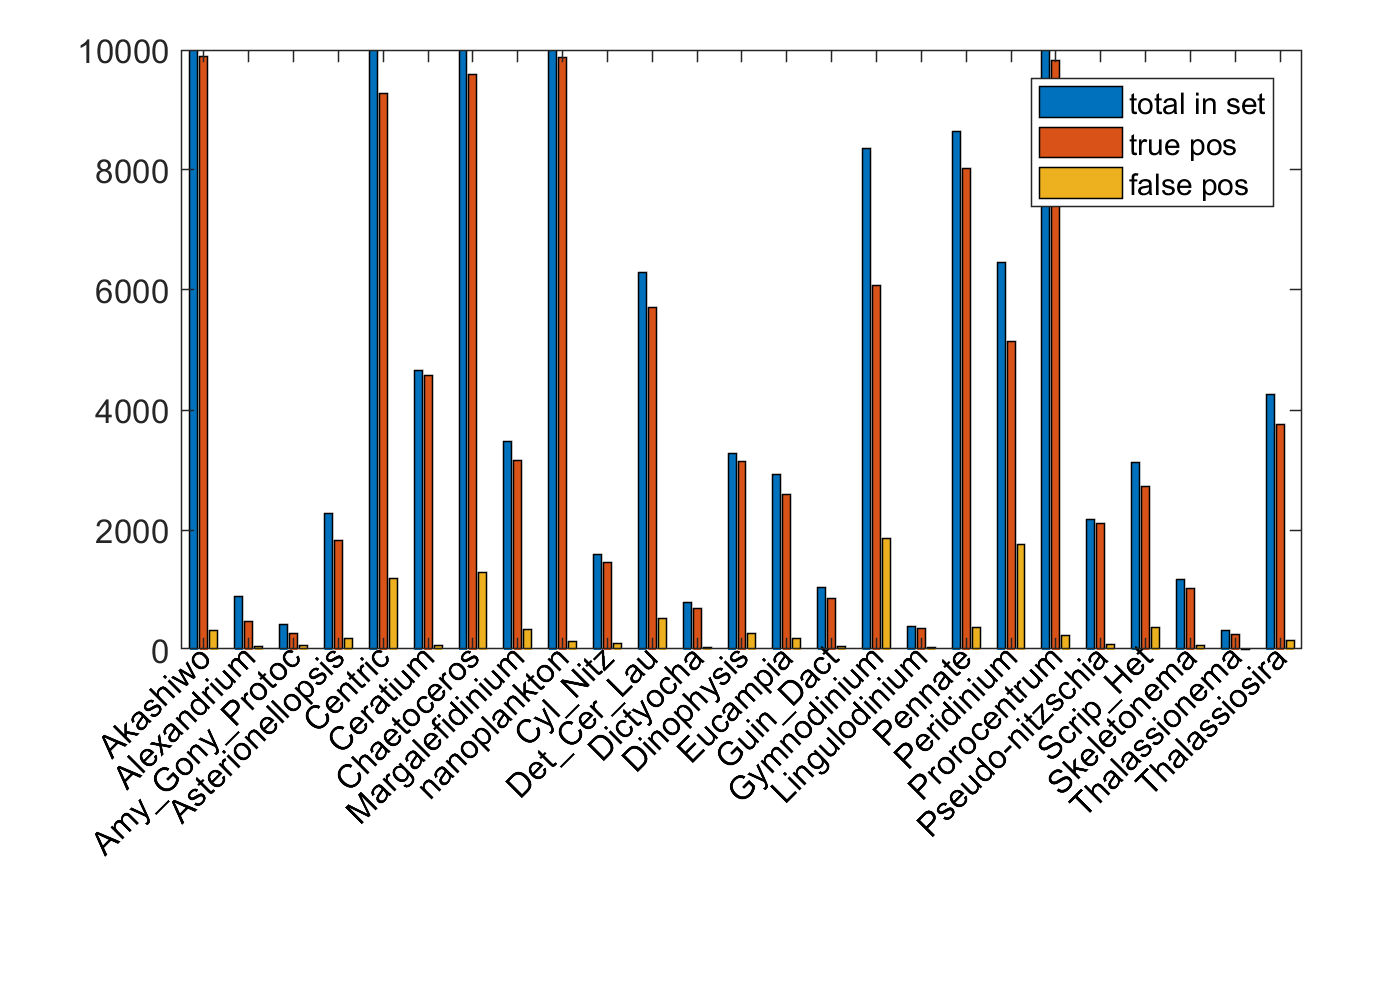 10000
8000
6000
4000
2000
0
total in set
true pos
false pos
Akashiwo
Alexandrium
Amy_Gony_Protoc
Asterionellopsis
Centric
Ceratium
Chaetoceros
Margalefidinium
nanoplankton
Cyl_Nitz
Det_Cer_Lau
Dictyocha
Dinophysis
Eucampia
Guin_Dact
Gymnodinium
Lingulodinium
Pennate
Peridinium
Prorocentrum
Pseudo-nitzschia
Scrip_Het
Skeletonema
Thalassionema
Thalassiosira